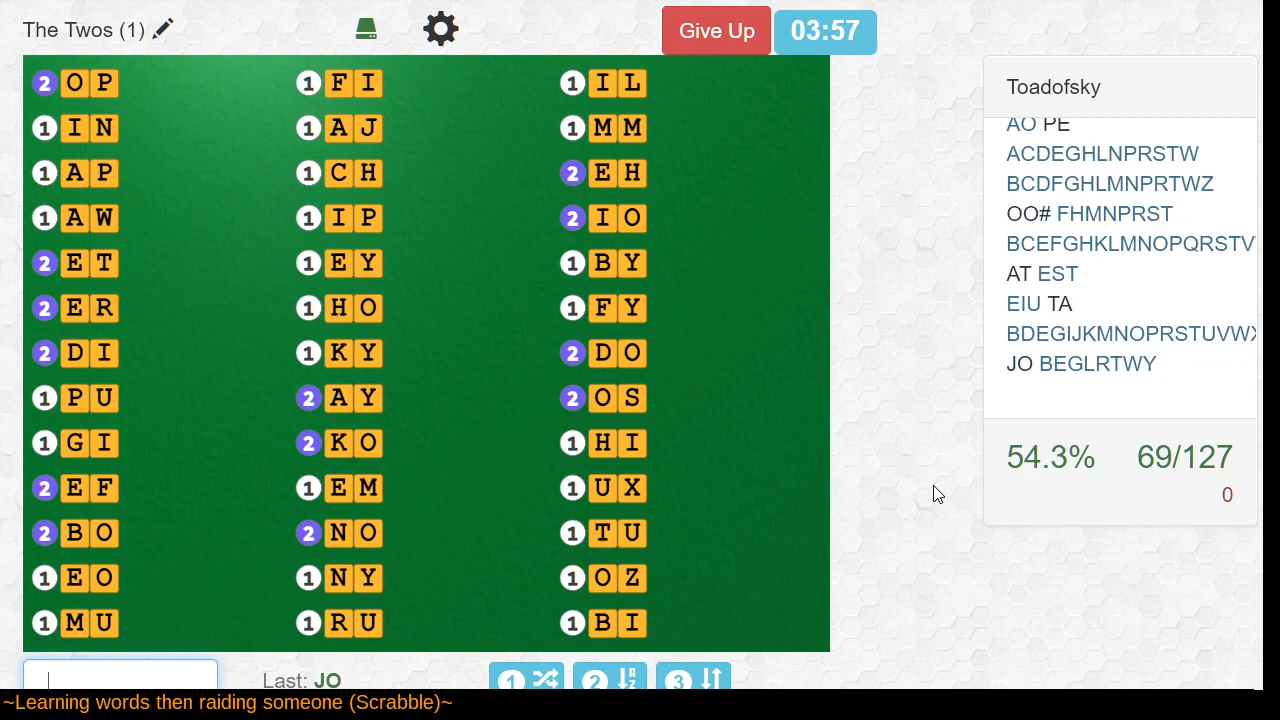 The Twos (1)
Give Up
03:57
2 OP
1 FI
1 IL
1 IN
1 AJ
1 MM
1 AP
1 CH
2 EH
1 AW
1 IP
2 IO
2 ET
1 EY
1 BY
2 ER
1 HO
1 FY
2 DI
1 KY
2 DO
1 PU
2 AY
2 OS
1 GI
2 KO
1 HI
2 EF
1 EM
1 UX
2 BO
2 NO
1 TU
1 EO
1 NY
1 OZ
1 MU
1 RU
1 BI
Last: JO
1
2
3
Toadofsky
AO PE
ACDEGHLNPRSTW
BCDFGHLMNPRTWZ
OO# FHMNPRST
BCEFGHKLMNOPQRSTV
AT EST
EIU TA
BDEGIJKMNOPRSTUVWX
JO BEGLRTWY
54.3% 69/127
0
~Learning words then raiding someone (Scrabble)~